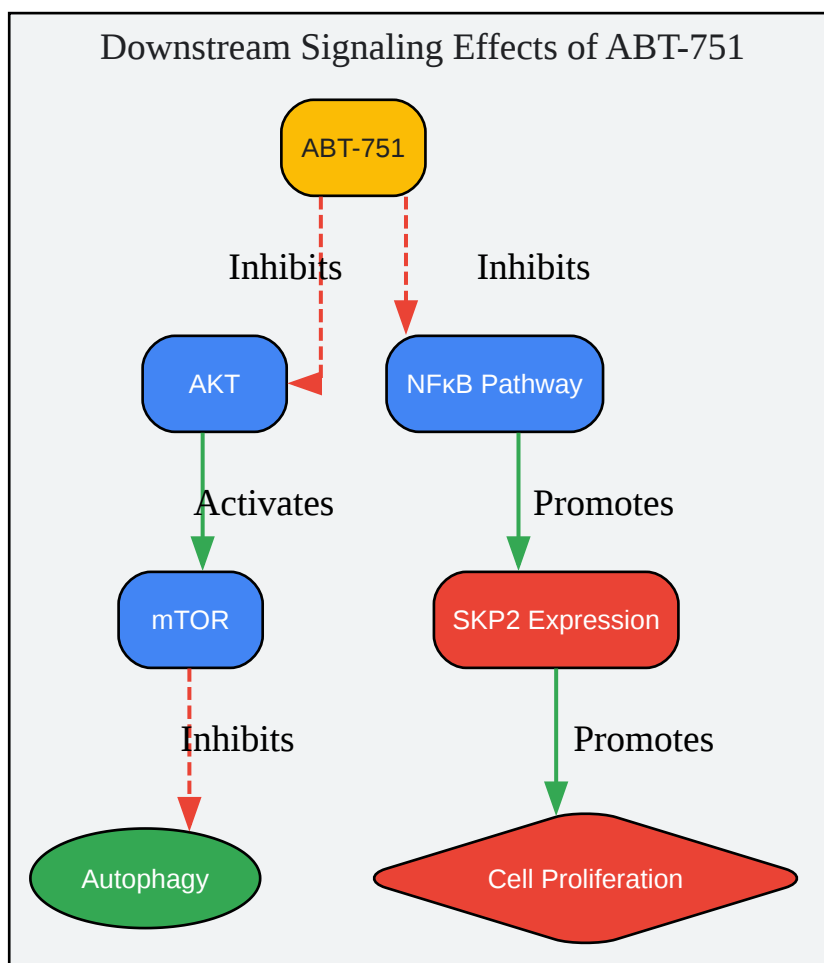 Downstream Signaling Effects of ABT-751
ABT-751
Inhibits
Inhibits
AKT
NFκB Pathway
Activates
Promotes
mTOR
SKP2 Expression
Inhibits
Promotes
Autophagy
Cell Proliferation